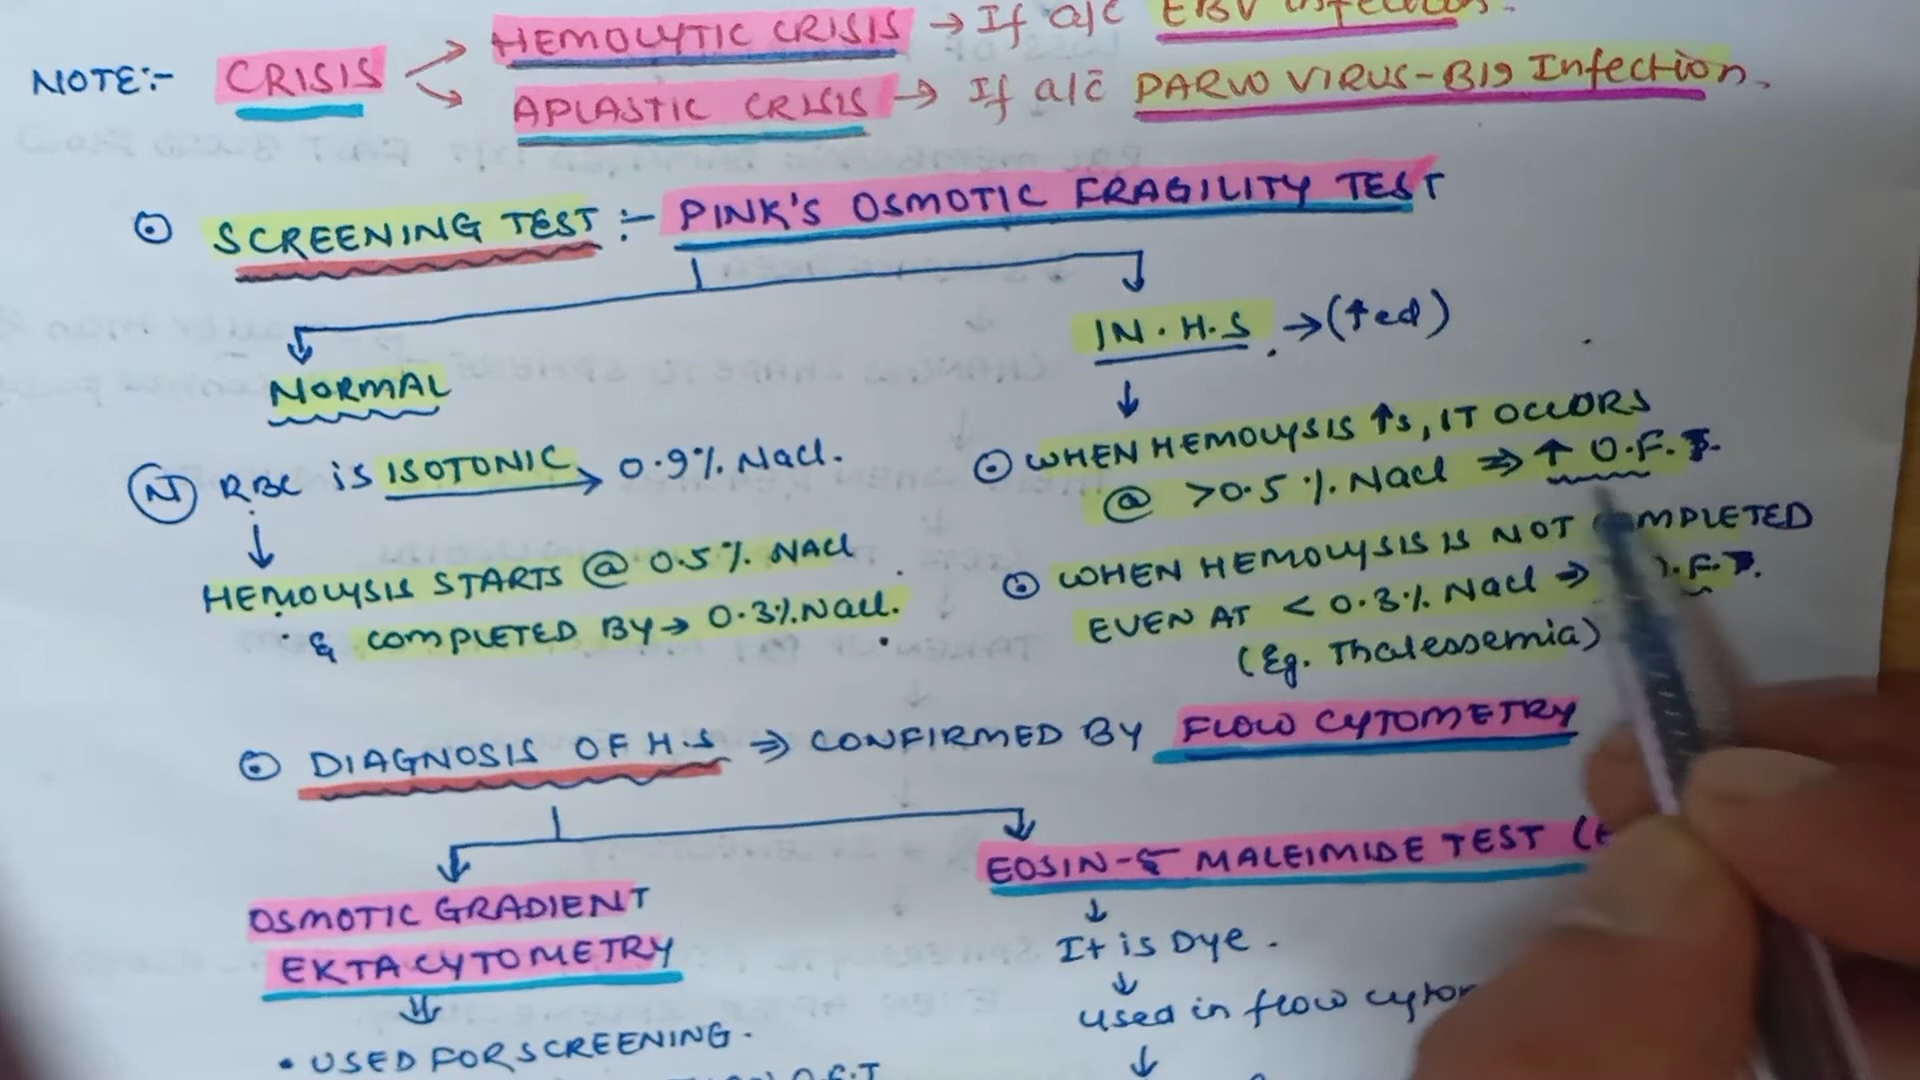 HEMOLYTIC CRISIS → If a/c̄ EBV infection.
NOTE:- CRISIS
APLASTIC CRISIS → If a/c̄ PARVO VIRUS-B19 Infection.
⊙ SCREENING TEST :- PINK'S OSMOTIC FRAGILITY TEST
IN. H.S → (↑ed)
NORMAL
Ⓝ RBC is ISOTONIC → 0.9% Nacl.
⊙ WHEN HEMOLYSIS ↑s, IT OCCURS
@ >0.5 % Nacl ⇒ ↑ O.F.
HEMOLYSIS STARTS @ 0.5% NACl
& COMPLETED BY → 0.3% Nacl.
⊙ WHEN HEMOLYSIS IS NOT
EVEN AT < 0.3% Nacl ⇒
(Eg. Thalessemia)
⊙ DIAGNOSIS OF H.S ⇒ CONFIRMED BY FLOW CYTOMETRY
OSMOTIC GRADIENT
EKTACYTOMETRY
• USED FOR SCREENING.
O.F.T
EOSIN-5 MALEIMIDE TEST (
It is Dye.
used in flow